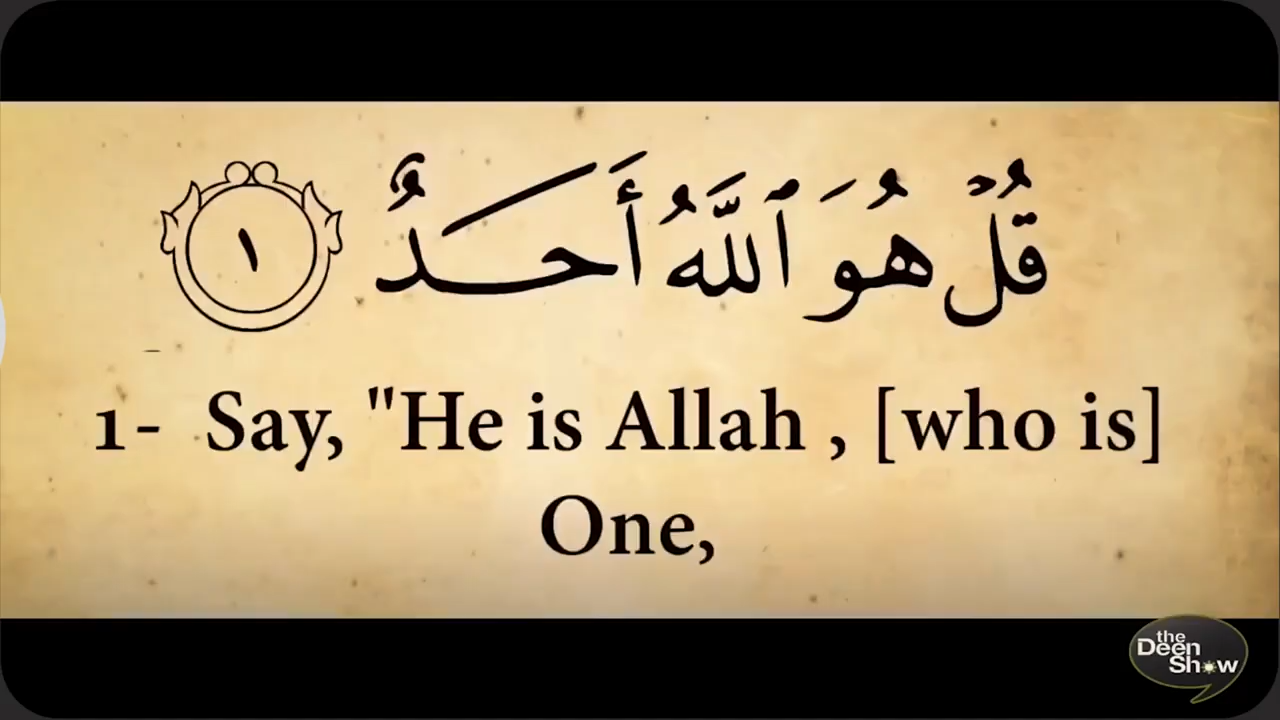 قُلْ هُوَ ٱللَّهُ أَحَدٌ ١
1- Say, "He is Allah , [who is]
One,
the
Deen
Show